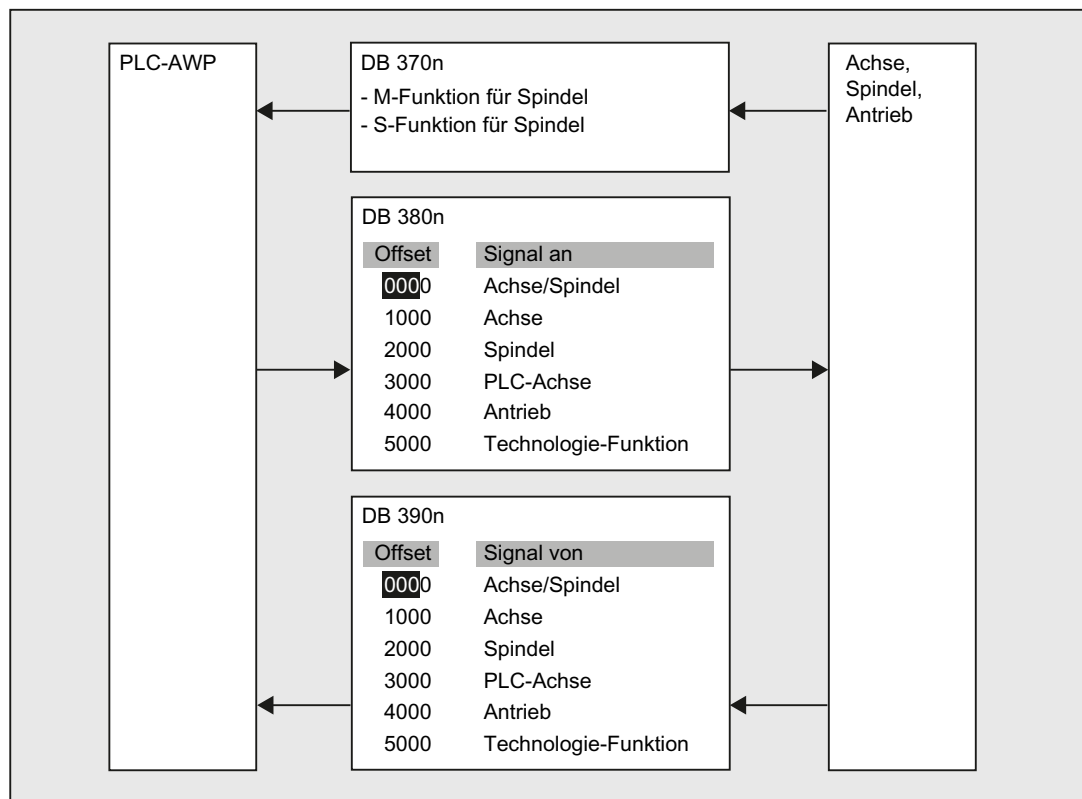 PLC-AWP
DB 370n
- M-Funktion für Spindel
- S-Funktion für Spindel
Achse,
Spindel,
Antrieb
DB 380n
Offset Signal an
0000 Achse/Spindel
1000 Achse
2000 Spindel
3000 PLC-Achse
4000 Antrieb
5000 Technologie-Funktion
DB 390n
Offset Signal von
0000 Achse/Spindel
1000 Achse
2000 Spindel
3000 PLC-Achse
4000 Antrieb
5000 Technologie-Funktion